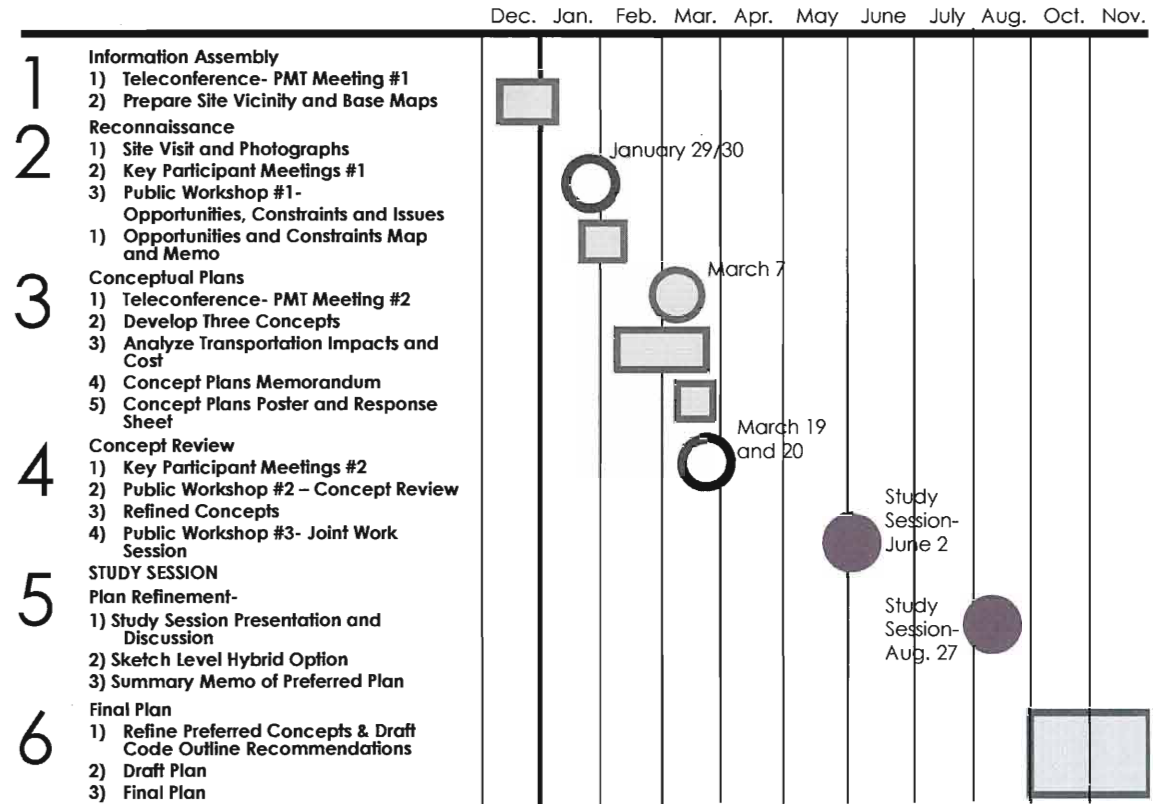 Dec. Jan. Feb. Mar. Apr. May June July Aug. Oct. Nov.
1
Information Assembly
1) Teleconference- PMT Meeting #1
2) Prepare Site Vicinity and Base Maps
2
Reconnaissance
1) Site Visit and Photographs
2) Key Participant Meetings #1
3) Public Workshop #1-
Opportunities, Constraints and Issues
1) Opportunities and Constraints Map
and Memo
January 29/30
3
Conceptual Plans
1) Teleconference- PMT Meeting #2
2) Develop Three Concepts
3) Analyze Transportation Impacts and
Cost
4) Concept Plans Memorandum
5) Concept Plans Poster and Response
Sheet
March 7
4
Concept Review
1) Key Participant Meetings #2
2) Public Workshop #2 – Concept Review
3) Refined Concepts
4) Public Workshop #3- Joint Work
Session
March 19
and 20
Study
Session-
June 2
5
STUDY SESSION
Plan Refinement-
1) Study Session Presentation and
Discussion
2) Sketch Level Hybrid Option
3) Summary Memo of Preferred Plan
Study
Session-
Aug. 27
6
Final Plan
1) Refine Preferred Concepts & Draft
Code Outline Recommendations
2) Draft Plan
3) Final Plan